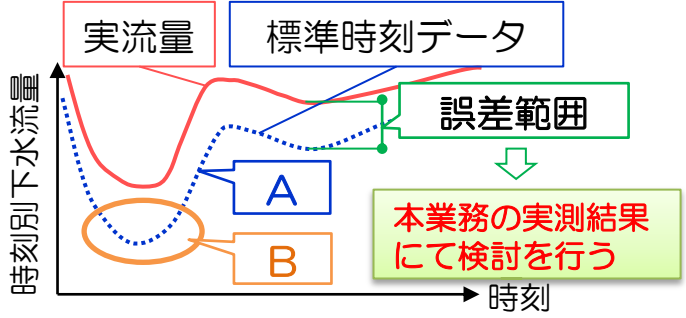 実流量
標準時刻データ
時刻別下水流量
誤差範囲
A
本業務の実測結果
にて検討を行う
B
時刻